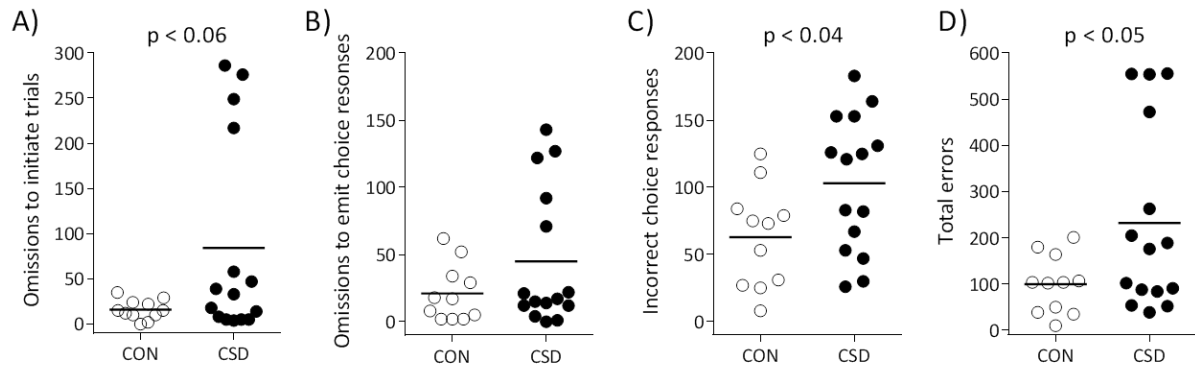 A)
p < 0.06
Omissions to initiate trials
300
250
200
150
100
50
0
CON
CSD
B)
Omissions to emit choice resonses
200
150
100
50
0
CON
CSD
C)
p < 0.04
Incorrect choice responses
200
150
100
50
0
CON
CSD
D)
p < 0.05
Total errors
600
500
400
300
200
100
0
CON
CSD